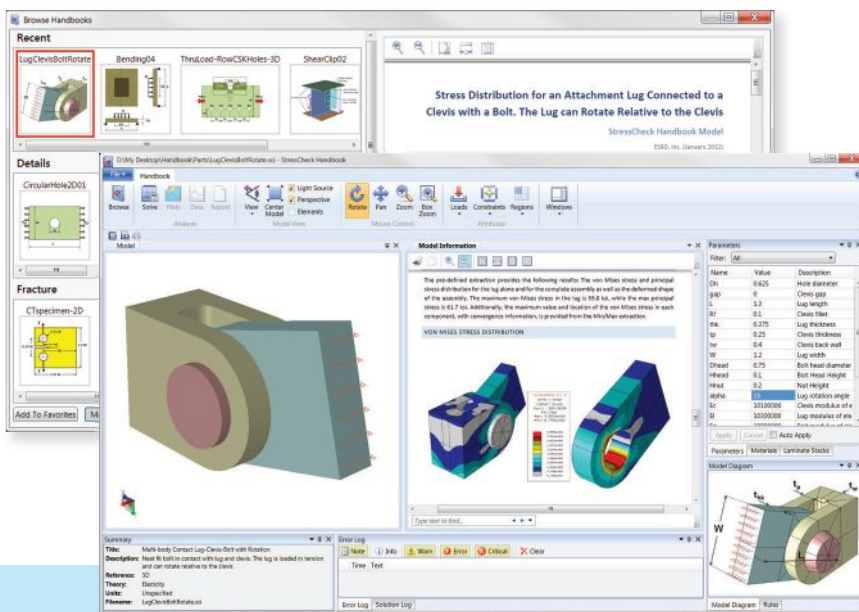 Browse Handbooks
Recent
LugClevisBoltRotate
Bending04
ThruLoad-RowCSKHoles-3D
ShearClip02
Stress Distribution for an Attachment Lug Connected to a
Clevis with a Bolt. The Lug can Rotate Relative to the Clevis
StressCheck Handbook Model
ESRD, Inc. (January 2012)
Details
CircularHole2D01
Fracture
CTspecimen-2D
Add To Favorites
D:\My Desktop\Handbook\Parts\LugClevisBoltRotate.sci - StressCheck Handbook
File
Handbook
Browse
Solve
Plots
Data
Report
View
Center
Model
Light Source
Perspective
Elements
Rotate
Pan
Zoom
Box
Zoom
Loads
Constraints
Regions
Windows
Analysis
Model View
Mouse Control
Attributes
Model
Model Information
The pre-defined extraction provides the following results: The von Mises stress and principal
stress distribution for the lug alone and for the complete assembly as well as the deformed shape
of the assembly. The maximum von Mises stress in the lug is 59.8 ksi, while the max principal
stress is 61.7 ksi. Additionally, the maximum value and location of the von Mises stress in each
component, with convergence information, is provided from the Min/Max extraction.
VON MISES STRESS DISTRIBUTION
Type text to find...
Parameters
Filter: All
Name Value Description
Dh 0.625 Hole diameter
gap 0 Clevis gap
L 1.3 Lug length
Rf 0.1 Clevis fillet
thk 0.375 Lug thickness
tp 0.25 Clevis thickness
tw 0.4 Clevis back wall
W 1.2 Lug width
Dhead 0.75 Bolt head diameter
Hhead 0.1 Bolt Head Height
Hnut 0.2 Nut Height
alpha 15 Lug rotation angle
Ec 10300000 Clevis modulus of e
El 10300000 Lug modulus of ela
Apply
Cancel
Auto Apply
Parameters
Materials
Laminate Stacks
Model Diagram
W
thk
tp
tw
L
Model Diagram
Rules
Summary
Title: Multi-body Contact Lug-Clevis-Bolt with Rotation
Description: Neat fit bolt in contact with lug and clevis. The lug is loaded in tension
and can rotate relative to the clevis
Reference: 3D
Theory: Elasticity
Units: Unspecified
Filename: LugClevisBoltRotate.sci
Error Log
Note
Info
Warn
Error
Critical
Clear
Time Text
Error Log
Solution Log